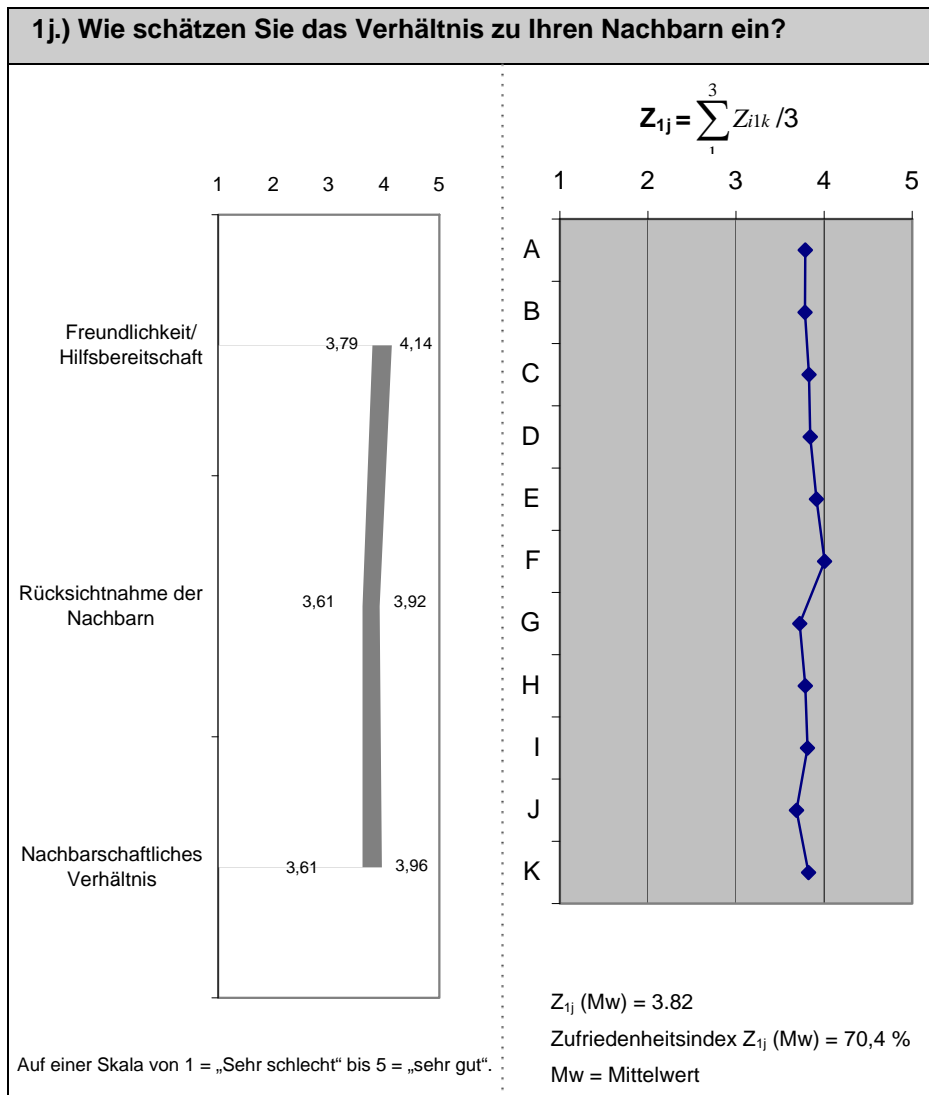 1j.) Wie schätzen Sie das Verhältnis zu Ihren Nachbarn ein?
1 2 3 4 5
Freundlichkeit/
Hilfsbereitschaft
3,79 4,14
Rücksichtnahme der
Nachbarn
3,61 3,92
Nachbarschaftliches
Verhältnis
3,61 3,96
Auf einer Skala von 1 = „Sehr schlecht“ bis 5 = „sehr gut“.
3
Z1j = ∑ Zi1k /3
1
1 2 3 4 5
A
B
C
D
E
F
G
H
I
J
K
Z1j (Mw) = 3.82
Zufriedenheitsindex Z1j (Mw) = 70,4 %
Mw = Mittelwert